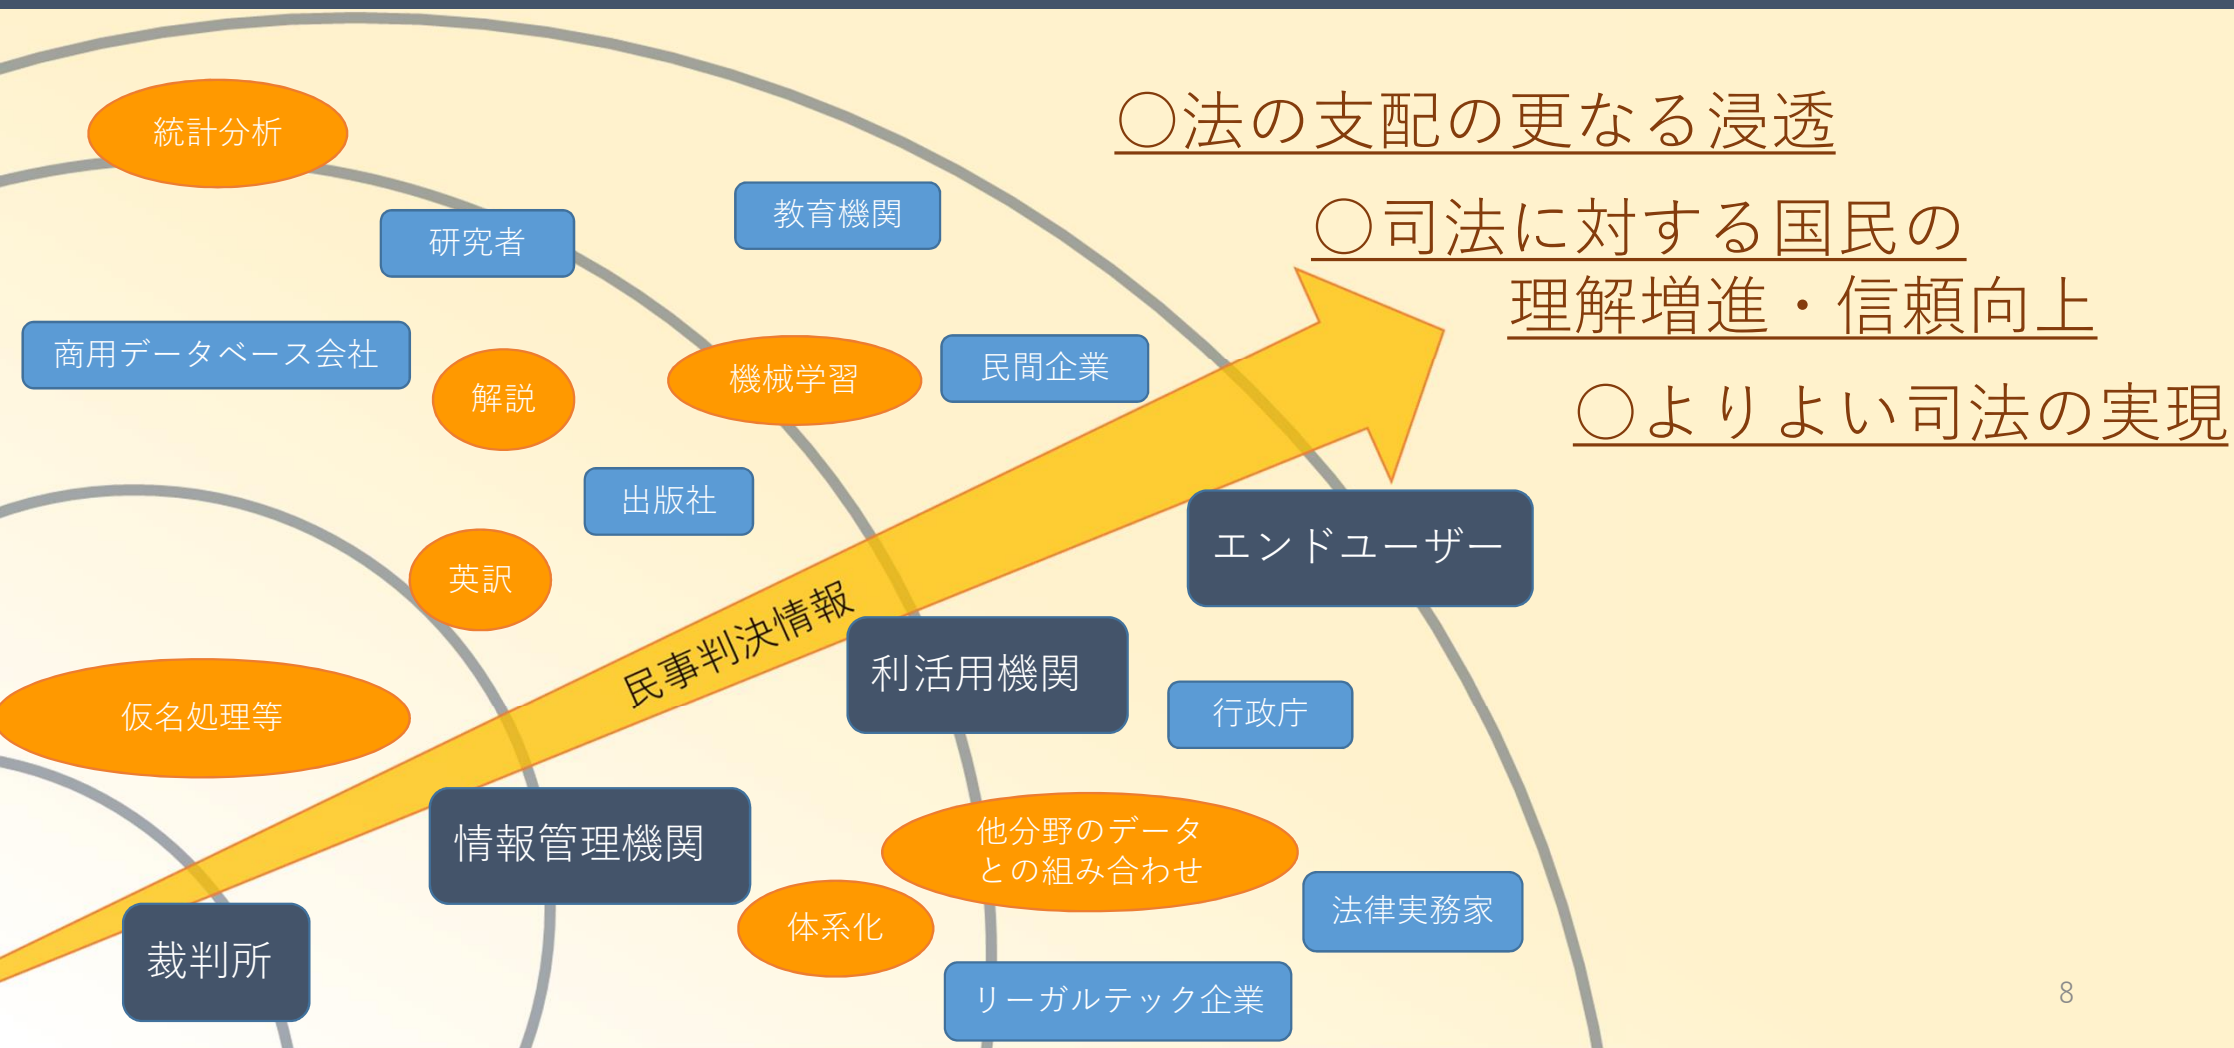 ○法の支配の更なる浸透
○司法に対する国民の
理解増進・信頼向上
○よりよい司法の実現
統計分析
研究者
教育機関
商用データベース会社
解説
機械学習
民間企業
出版社
英訳
エンドユーザー
民事判決情報
利活用機関
仮名処理等
行政庁
情報管理機関
他分野のデータ
との組み合わせ
体系化
法律実務家
裁判所
リーガルテック企業
8